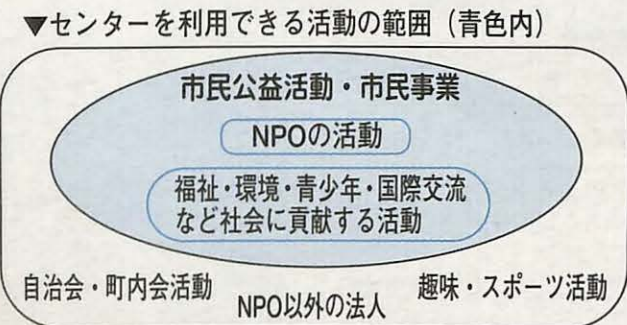 ▼センターを利用できる活動の範囲（青色内）
市民公益活動・市民事業
NPOの活動
福祉・環境・青少年・国際交流
など社会に貢献する活動
自治会・町内会活動
NPO以外の法人
趣味・スポーツ活動